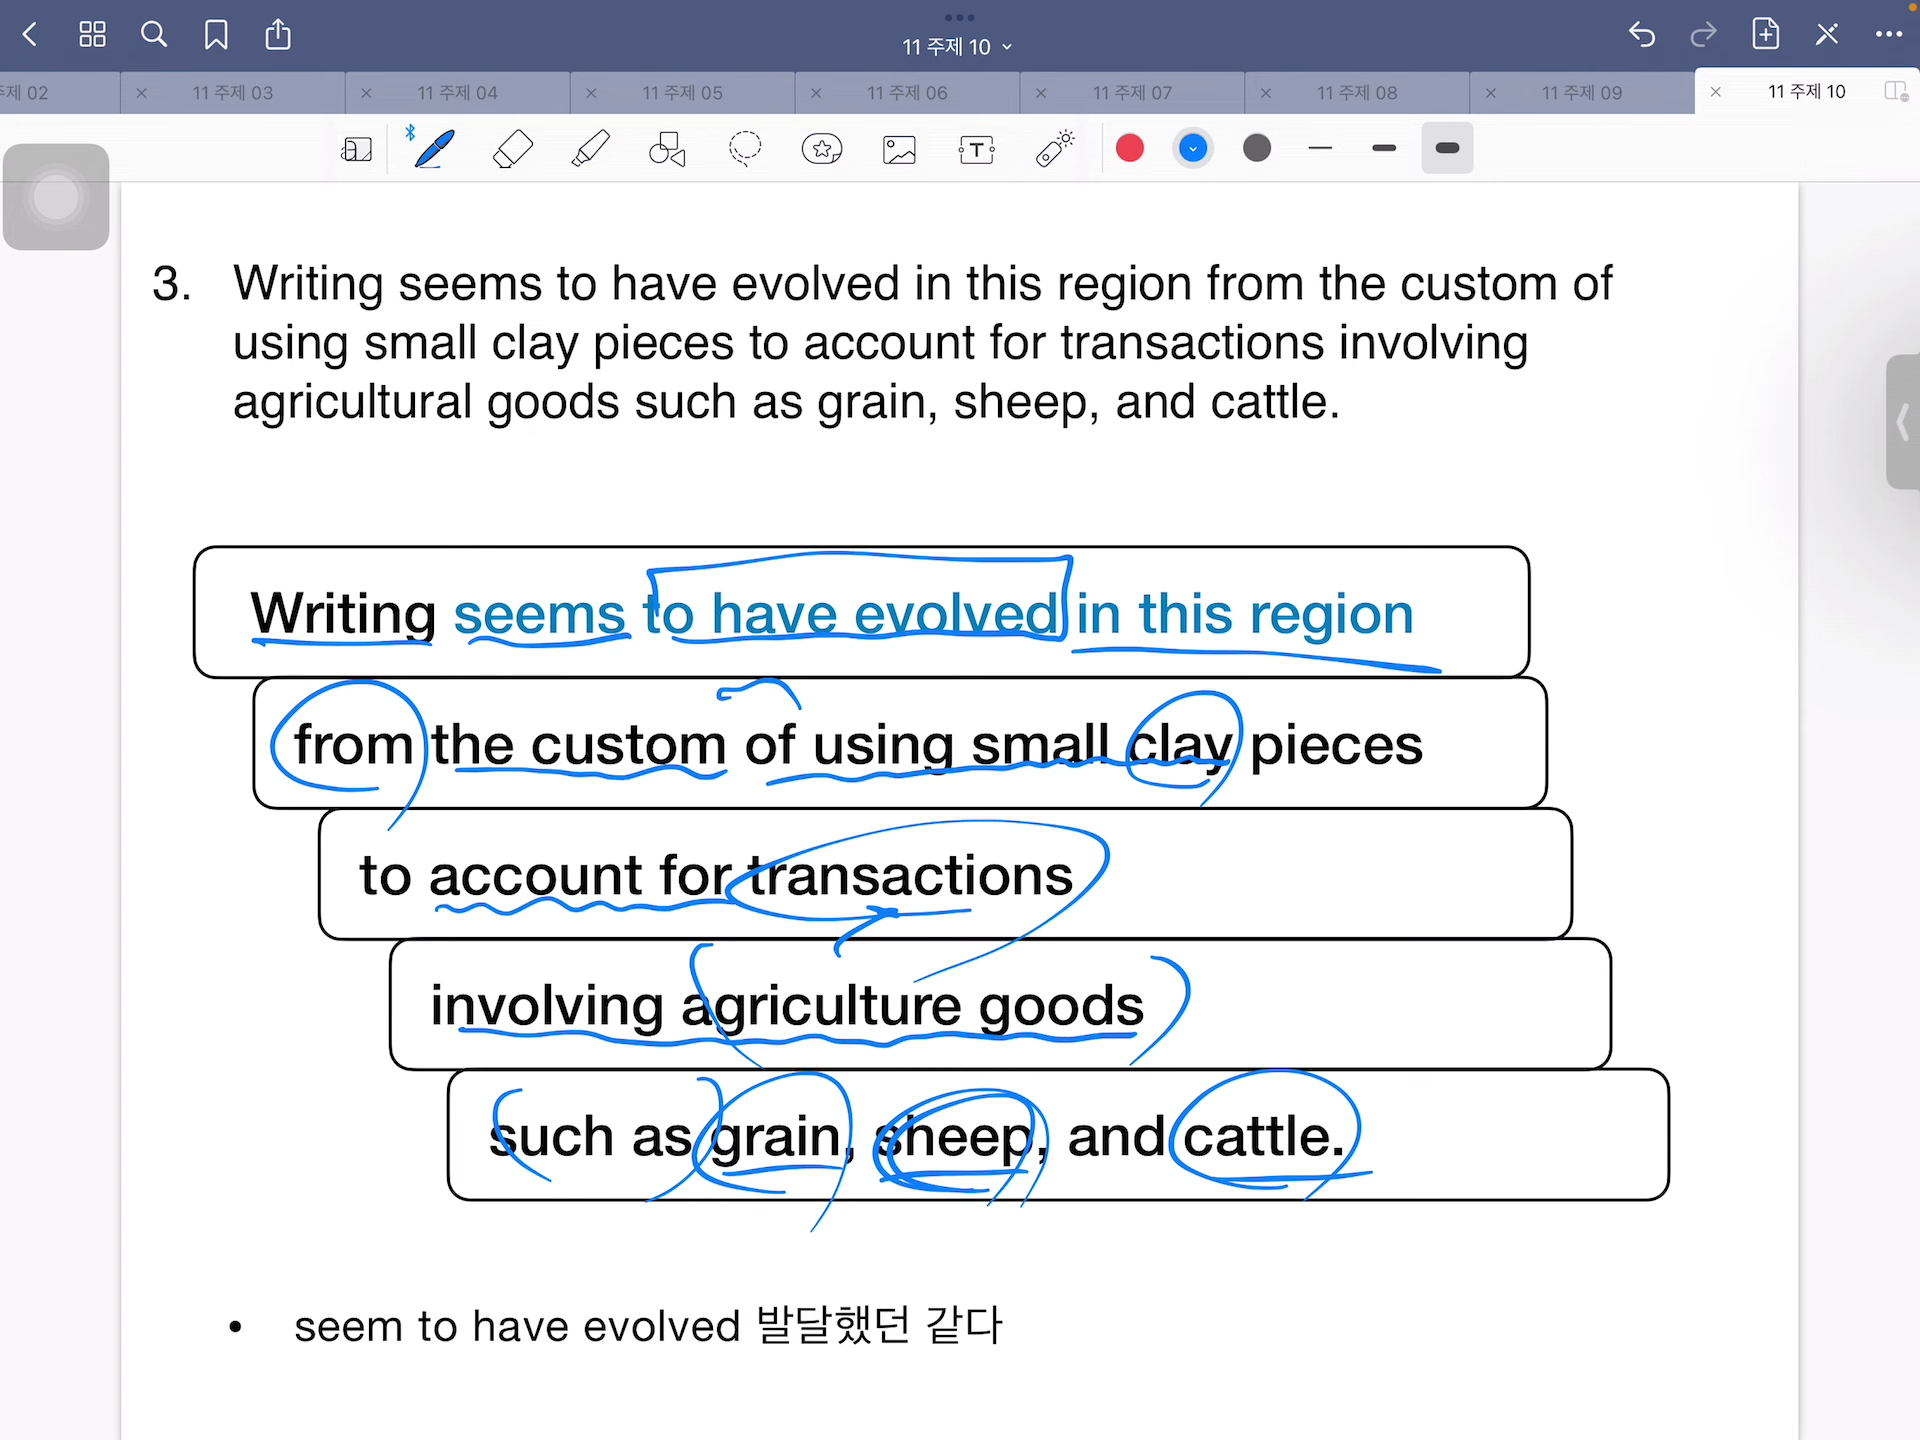 11 주제 10
주제 02
11 주제 03
11 주제 04
11 주제 05
11 주제 06
11 주제 07
11 주제 08
11 주제 09
11 주제 10
3. Writing seems to have evolved in this region from the custom of
using small clay pieces to account for transactions involving
agricultural goods such as grain, sheep, and cattle.
Writing seems to have evolved in this region
from the custom of using small clay pieces
to account for transactions
involving agriculture goods
such as grain, sheep, and cattle.
• seem to have evolved 발달했던 같다